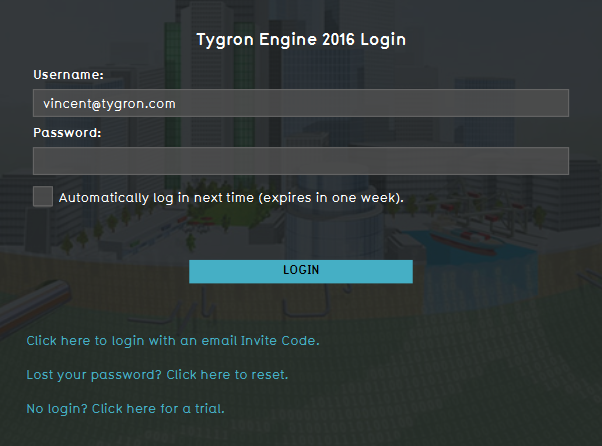 Tygron Engine 2016 Login
Username:
vincent@tygron.com
Password:
Automatically log in next time (expires in one week).
LOGIN
Click here to login with an email Invite Code.
Lost your password? Click here to reset.
No login? Click here for a trial.